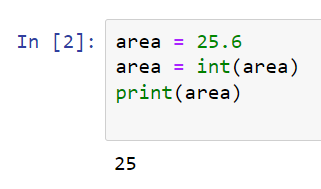 In [2]: area = 25.6
area = int(area)
print(area)
25